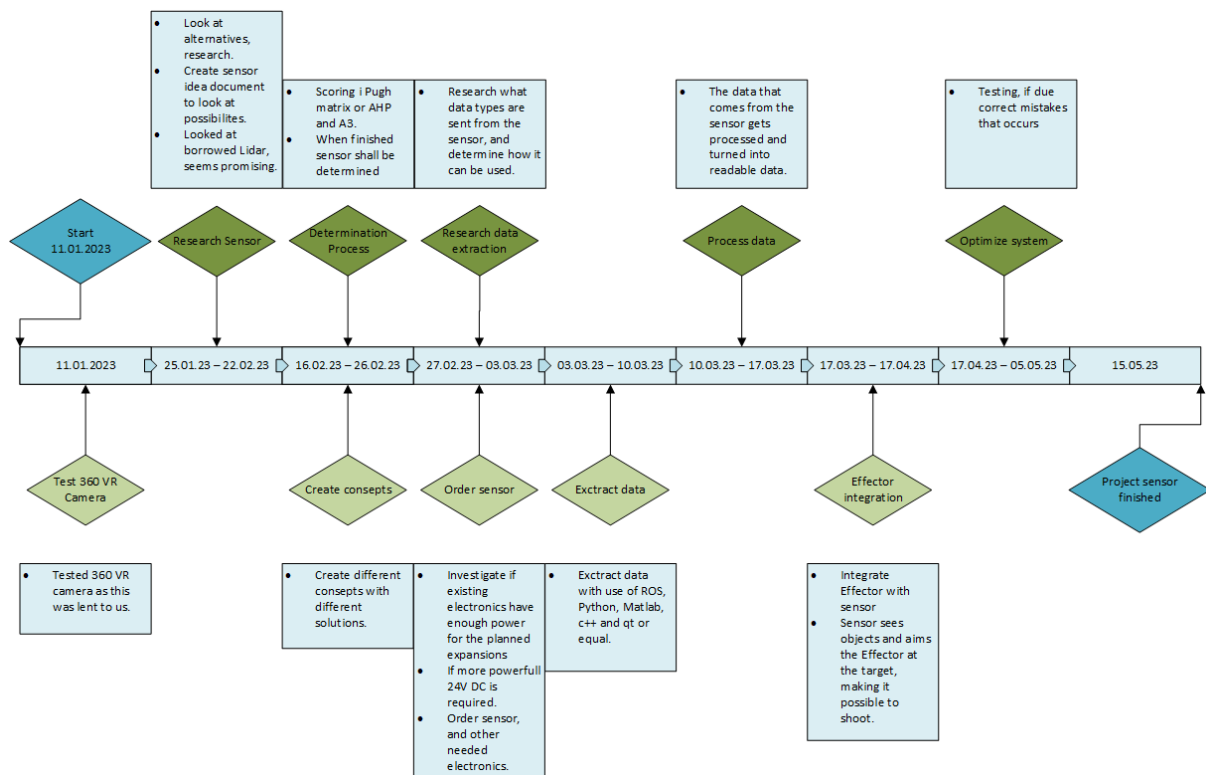 • Look at
alternatives,
research.
• Create sensor
idea document
to look at
possibilites.
• Looked at
borrowed Lidar,
seems promising.
• Scoring i Pugh
matrix or AHP
and A3.
• When finished
sensor shall be
determined
• Research what
data types are
sent from the
sensor, and
determine how it
can be used.
• The data that
comes from the
sensor gets
processed and
turned into
readable data.
• Testing, if due
correct mistakes
that occurs
Start
11.01.2023
Research Sensor
Determination
Process
Research data
extraction
Process data
Optimize system
11.01.2023
25.01.23 – 22.02.23
16.02.23 – 26.02.23
27.02.23 – 03.03.23
03.03.23 – 10.03.23
10.03.23 – 17.03.23
17.03.23 – 17.04.23
17.04.23 – 05.05.23
15.05.23
Test 360 VR
Camera
Create consepts
Order sensor
Exctract data
Effector
integration
Project sensor
finished
• Tested 360 VR
camera as this
was lent to us.
• Create different
consepts with
different
solutions.
• Investigate if
existing
electronics have
enough power
for the planned
expansions
• If more powerfull
24V DC is
required.
• Order sensor,
and other
needed
electronics.
• Exctract data
with use of ROS,
Python, Matlab,
c++ and qt or
equal.
• Integrate
Effector with
sensor
• Sensor sees
objects and aims
the Effector at
the target,
making it
possible to
shoot.